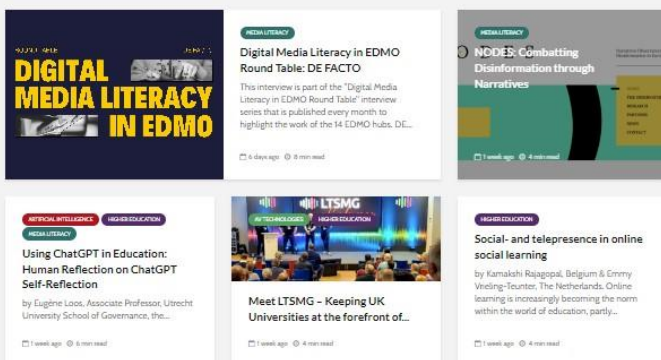 ROUND TABLE
DE FACTO
DIGITAL
MEDIA LITERACY
IN EDMO
MEDIA LITERACY
Digital Media Literacy in EDMO
Round Table: DE FACTO
This interview is part of the "Digital Media
Literacy in EDMO Round Table" interview
series that is published every month to
highlight the work of the 14 EDMO hubs. DE...
6 days ago 8 min read
MEDIA LITERACY
NODES: Combatting
Disinformation through
Narratives
1 week ago 4 min read
ARTIFICIAL INTELLIGENCE HIGHER EDUCATION
MEDIA LITERACY
Using ChatGPT in Education:
Human Reflection on ChatGPT
Self-Reflection
by Eugène Loos, Associate Professor, Utrecht
University School of Governance, the...
1 week ago 6 min read
LTSMG
AV TECHNOLOGIES HIGHER EDUCATION
Meet LTSMG – Keeping UK
Universities at the forefront of...
1 week ago 4 min read
HIGHER EDUCATION
Social- and telepresence in online
social learning
by Kamakshi Rajagopal, Belgium & Emmy
Vrieling-Teunter, The Netherlands. Online
learning is increasingly becoming the norm
within the world of education, partly...
1 week ago 4 min read